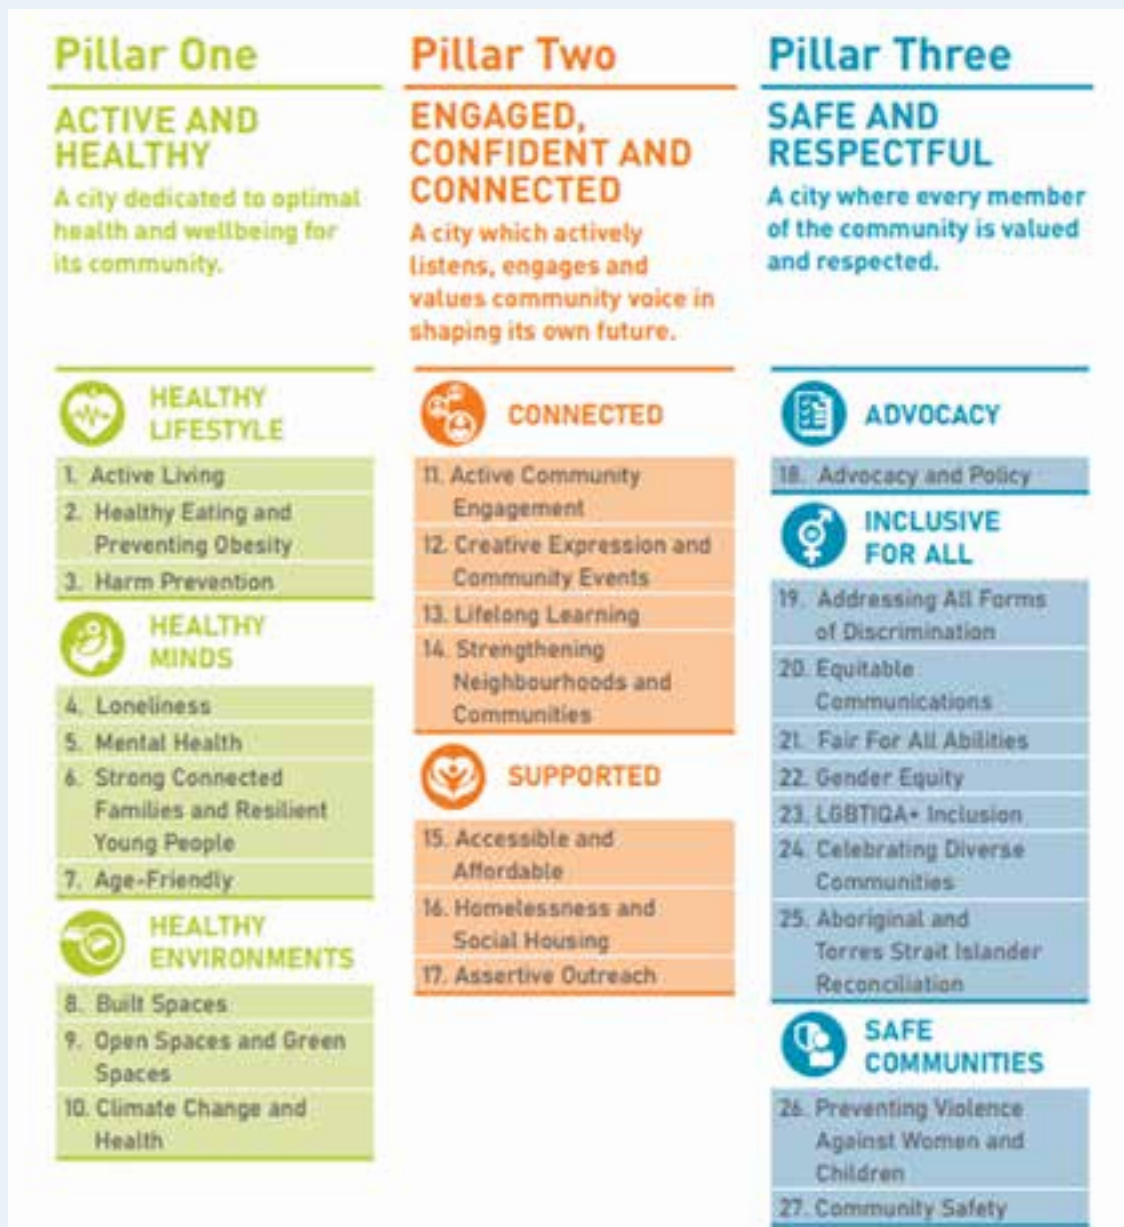 Pillar One
ACTIVE AND
HEALTHY
A city dedicated to optimal
health and wellbeing for
its community.
HEALTHY
LIFESTYLE
1. Active Living
2. Healthy Eating and
Preventing Obesity
3. Harm Prevention
HEALTHY
MINDS
4. Loneliness
5. Mental Health
6. Strong Connected
Families and Resilient
Young People
7. Age-Friendly
HEALTHY
ENVIRONMENTS
8. Built Spaces
9. Open Spaces and Green
Spaces
10. Climate Change and
Health
Pillar Two
ENGAGED,
CONFIDENT AND
CONNECTED
A city which actively
listens, engages and
values community voice in
shaping its own future.
CONNECTED
11. Active Community
Engagement
12. Creative Expression and
Community Events
13. Lifelong Learning
14. Strengthening
Neighbourhoods and
Communities
SUPPORTED
15. Accessible and
Affordable
16. Homelessness and
Social Housing
17. Assertive Outreach
Pillar Three
SAFE AND
RESPECTFUL
A city where every member
of the community is valued
and respected.
ADVOCACY
18. Advocacy and Policy
INCLUSIVE
FOR ALL
19. Addressing All Forms
of Discrimination
20. Equitable
Communications
21. Fair For All Abilities
22. Gender Equity
23. LGBTIQA+ Inclusion
24. Celebrating Diverse
Communities
25. Aboriginal and
Torres Strait Islander
Reconciliation
SAFE
COMMUNITIES
26. Preventing Violence
Against Women and
Children
27. Community Safety